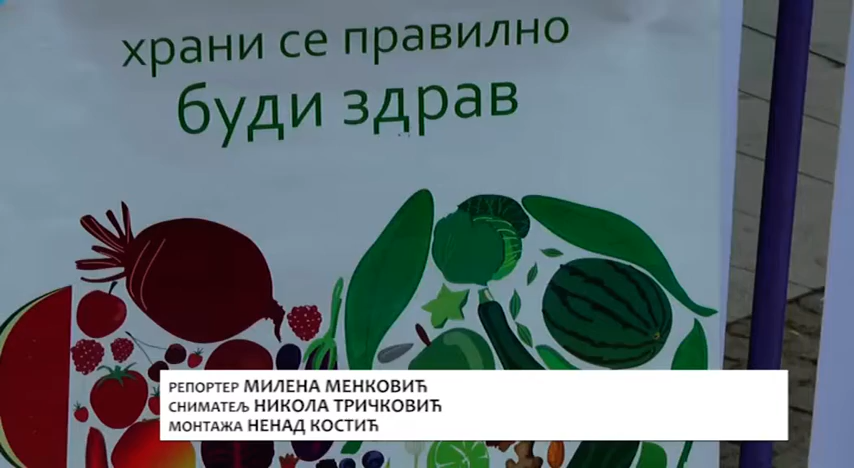 храни се правилно
буди здрав
РЕПОРТЕР МИЛЕНА МЕНКОВИЋ
СНИМАТЕЉ НИКОЛА ТРИЧКОВИЋ
МОНТАЖА НЕНАД КОСТИЋ